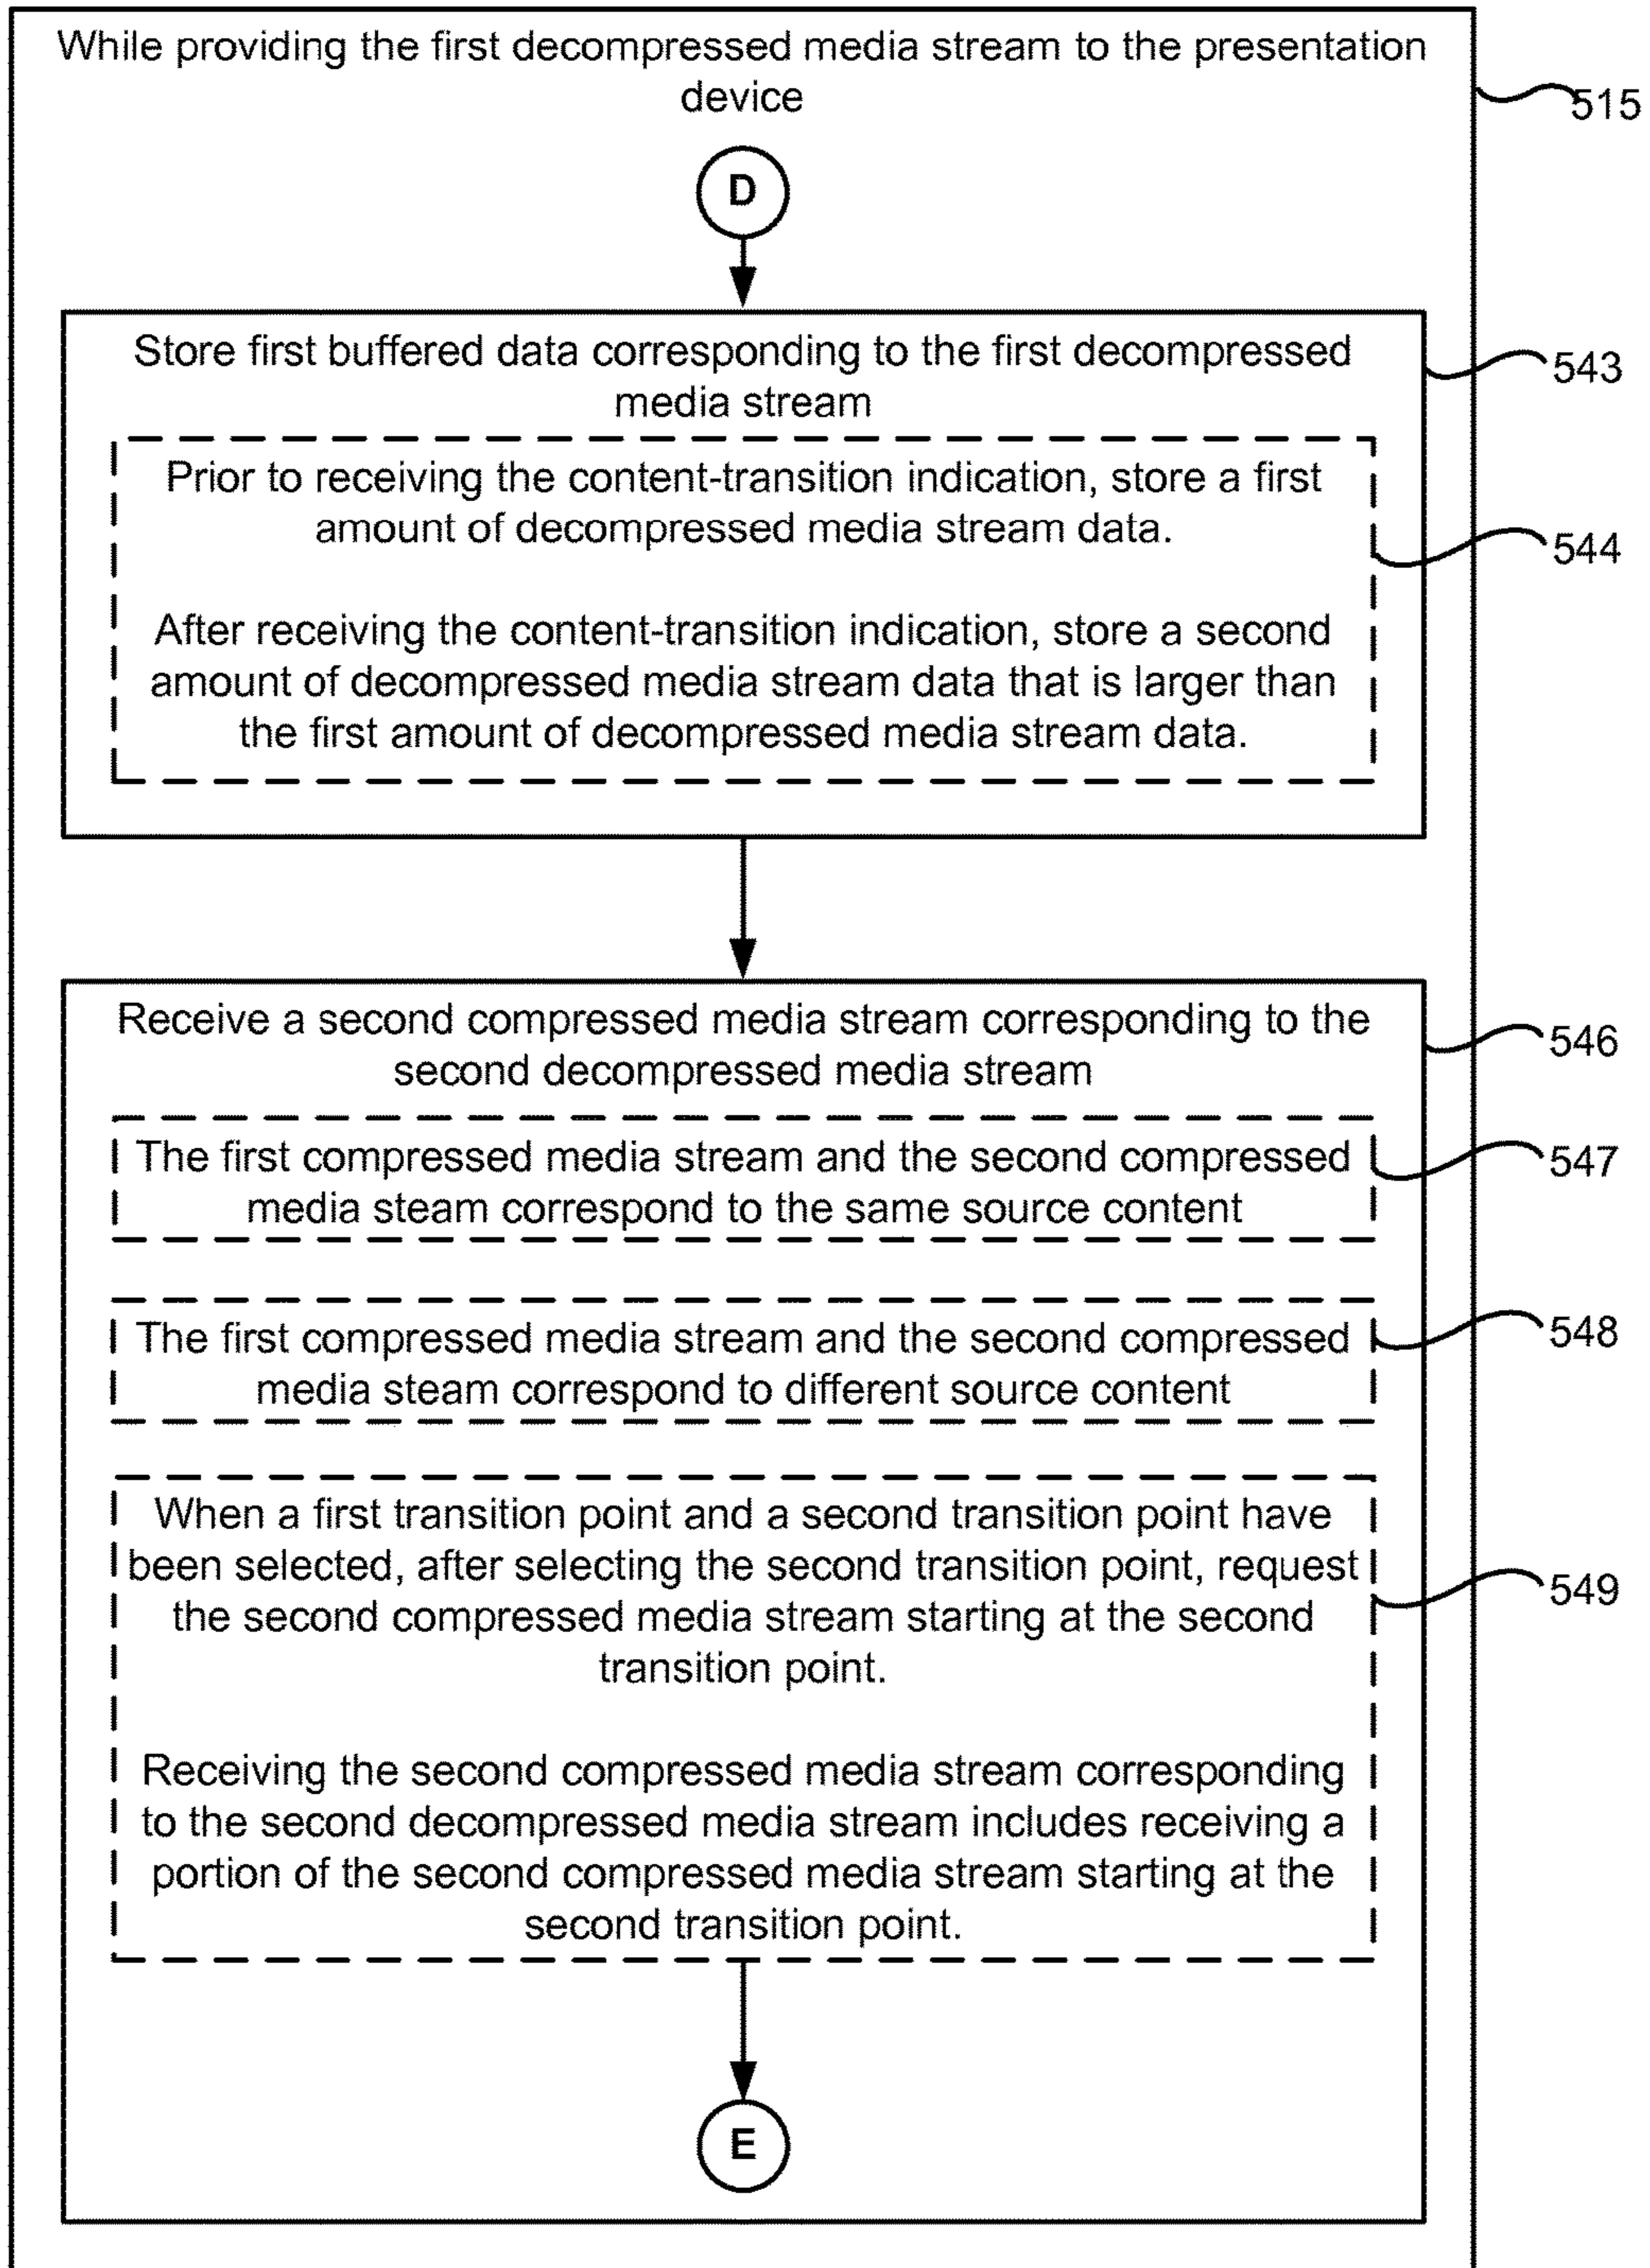 While providing the first decompressed media stream to the presentation
device
515
D
Store first buffered data corresponding to the first decompressed
media stream
543
Prior to receiving the content-transition indication, store a first
amount of decompressed media stream data.
544
After receiving the content-transition indication, store a second
amount of decompressed media stream data that is larger than
the first amount of decompressed media stream data.
Receive a second compressed media stream corresponding to the
second decompressed media stream
546
The first compressed media stream and the second compressed
media steam correspond to the same source content
547
The first compressed media stream and the second compressed
media steam correspond to different source content
548
When a first transition point and a second transition point have
been selected, after selecting the second transition point, request
the second compressed media stream starting at the second
transition point.
549
Receiving the second compressed media stream corresponding
to the second decompressed media stream includes receiving a
portion of the second compressed media stream starting at the
second transition point.
E